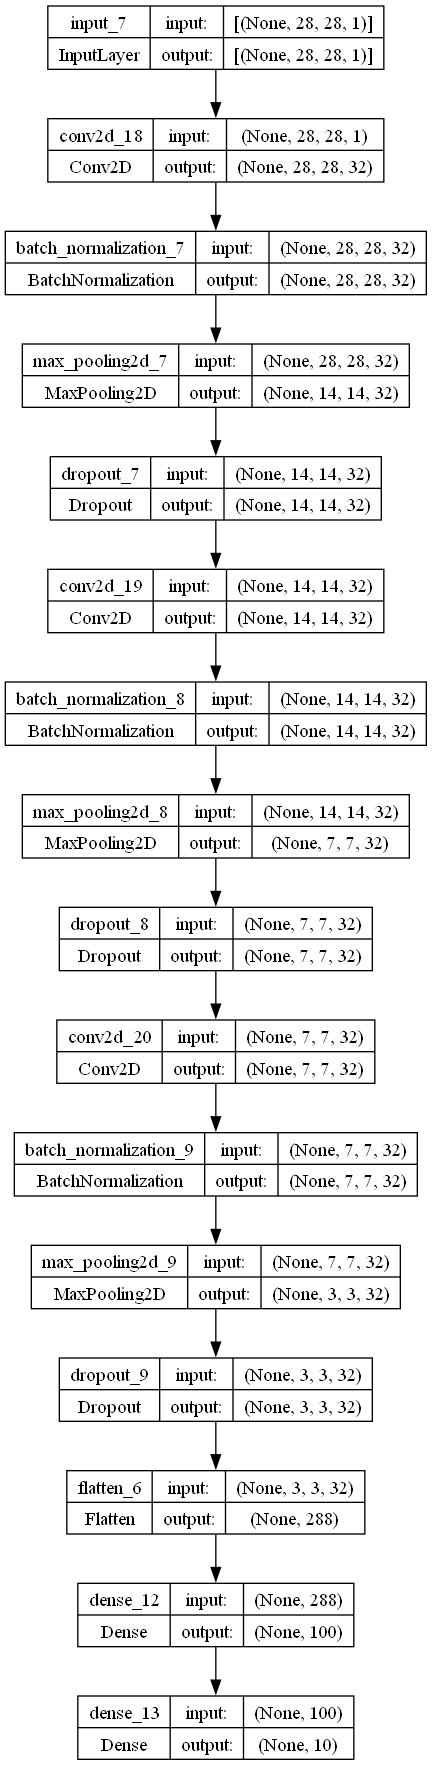 input_7 input: [(None, 28, 28, 1)]
InputLayer output: [(None, 28, 28, 1)]
conv2d_18 input: (None, 28, 28, 1)
Conv2D output: (None, 28, 28, 32)
batch_normalization_7 input: (None, 28, 28, 32)
BatchNormalization output: (None, 28, 28, 32)
max_pooling2d_7 input: (None, 28, 28, 32)
MaxPooling2D output: (None, 14, 14, 32)
dropout_7 input: (None, 14, 14, 32)
Dropout output: (None, 14, 14, 32)
conv2d_19 input: (None, 14, 14, 32)
Conv2D output: (None, 14, 14, 32)
batch_normalization_8 input: (None, 14, 14, 32)
BatchNormalization output: (None, 14, 14, 32)
max_pooling2d_8 input: (None, 14, 14, 32)
MaxPooling2D output: (None, 7, 7, 32)
dropout_8 input: (None, 7, 7, 32)
Dropout output: (None, 7, 7, 32)
conv2d_20 input: (None, 7, 7, 32)
Conv2D output: (None, 7, 7, 32)
batch_normalization_9 input: (None, 7, 7, 32)
BatchNormalization output: (None, 7, 7, 32)
max_pooling2d_9 input: (None, 7, 7, 32)
MaxPooling2D output: (None, 3, 3, 32)
dropout_9 input: (None, 3, 3, 32)
Dropout output: (None, 3, 3, 32)
flatten_6 input: (None, 3, 3, 32)
Flatten output: (None, 288)
dense_12 input: (None, 288)
Dense output: (None, 100)
dense_13 input: (None, 100)
Dense output: (None, 10)